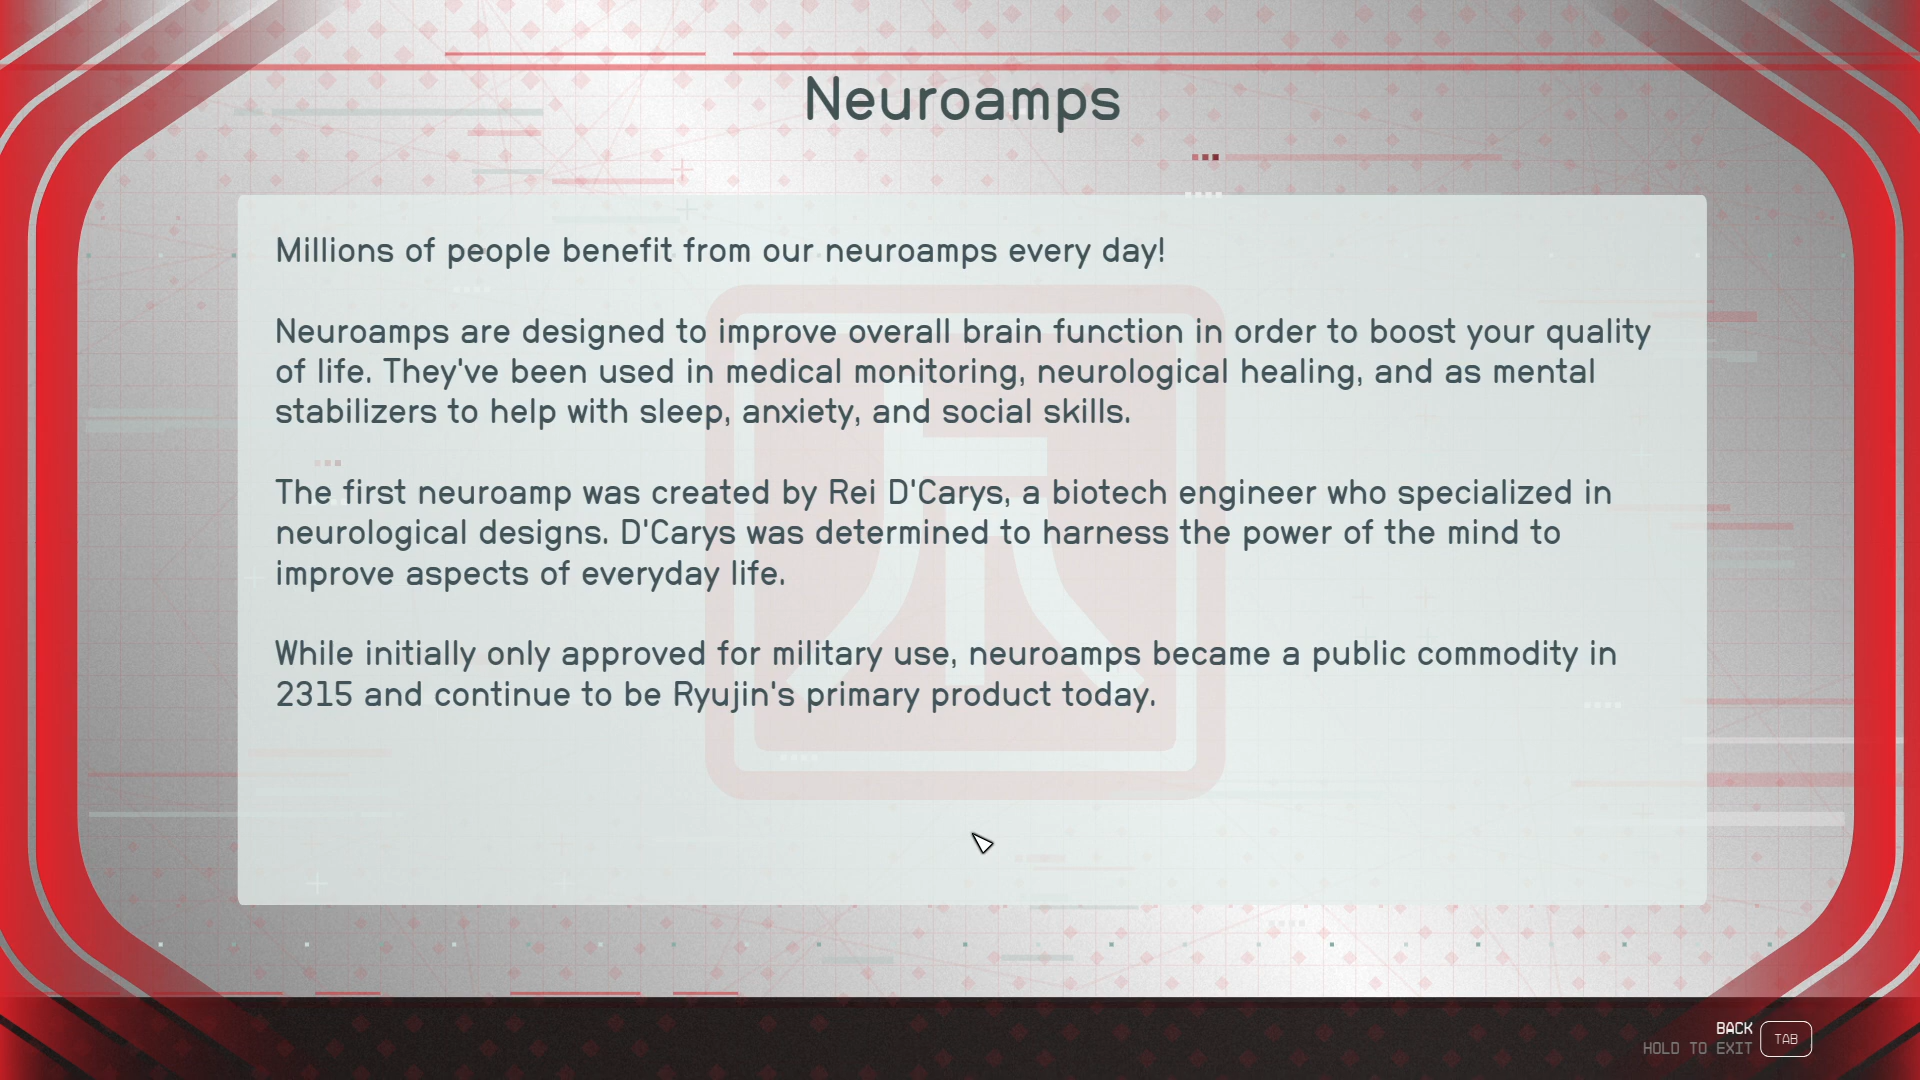 Neuroamps
Millions of people benefit from our neuroamps every day!
Neuroamps are designed to improve overall brain function in order to boost your quality
of life. They've been used in medical monitoring, neurological healing, and as mental
stabilizers to help with sleep, anxiety, and social skills.
The first neuroamp was created by Rei D'Carys, a biotech engineer who specialized in
neurological designs. D'Carys was determined to harness the power of the mind to
improve aspects of everyday life.
While initially only approved for military use, neuroamps became a public commodity in
2315 and continue to be Ryujin's primary product today.
BACK
HOLD TO EXIT
TAB